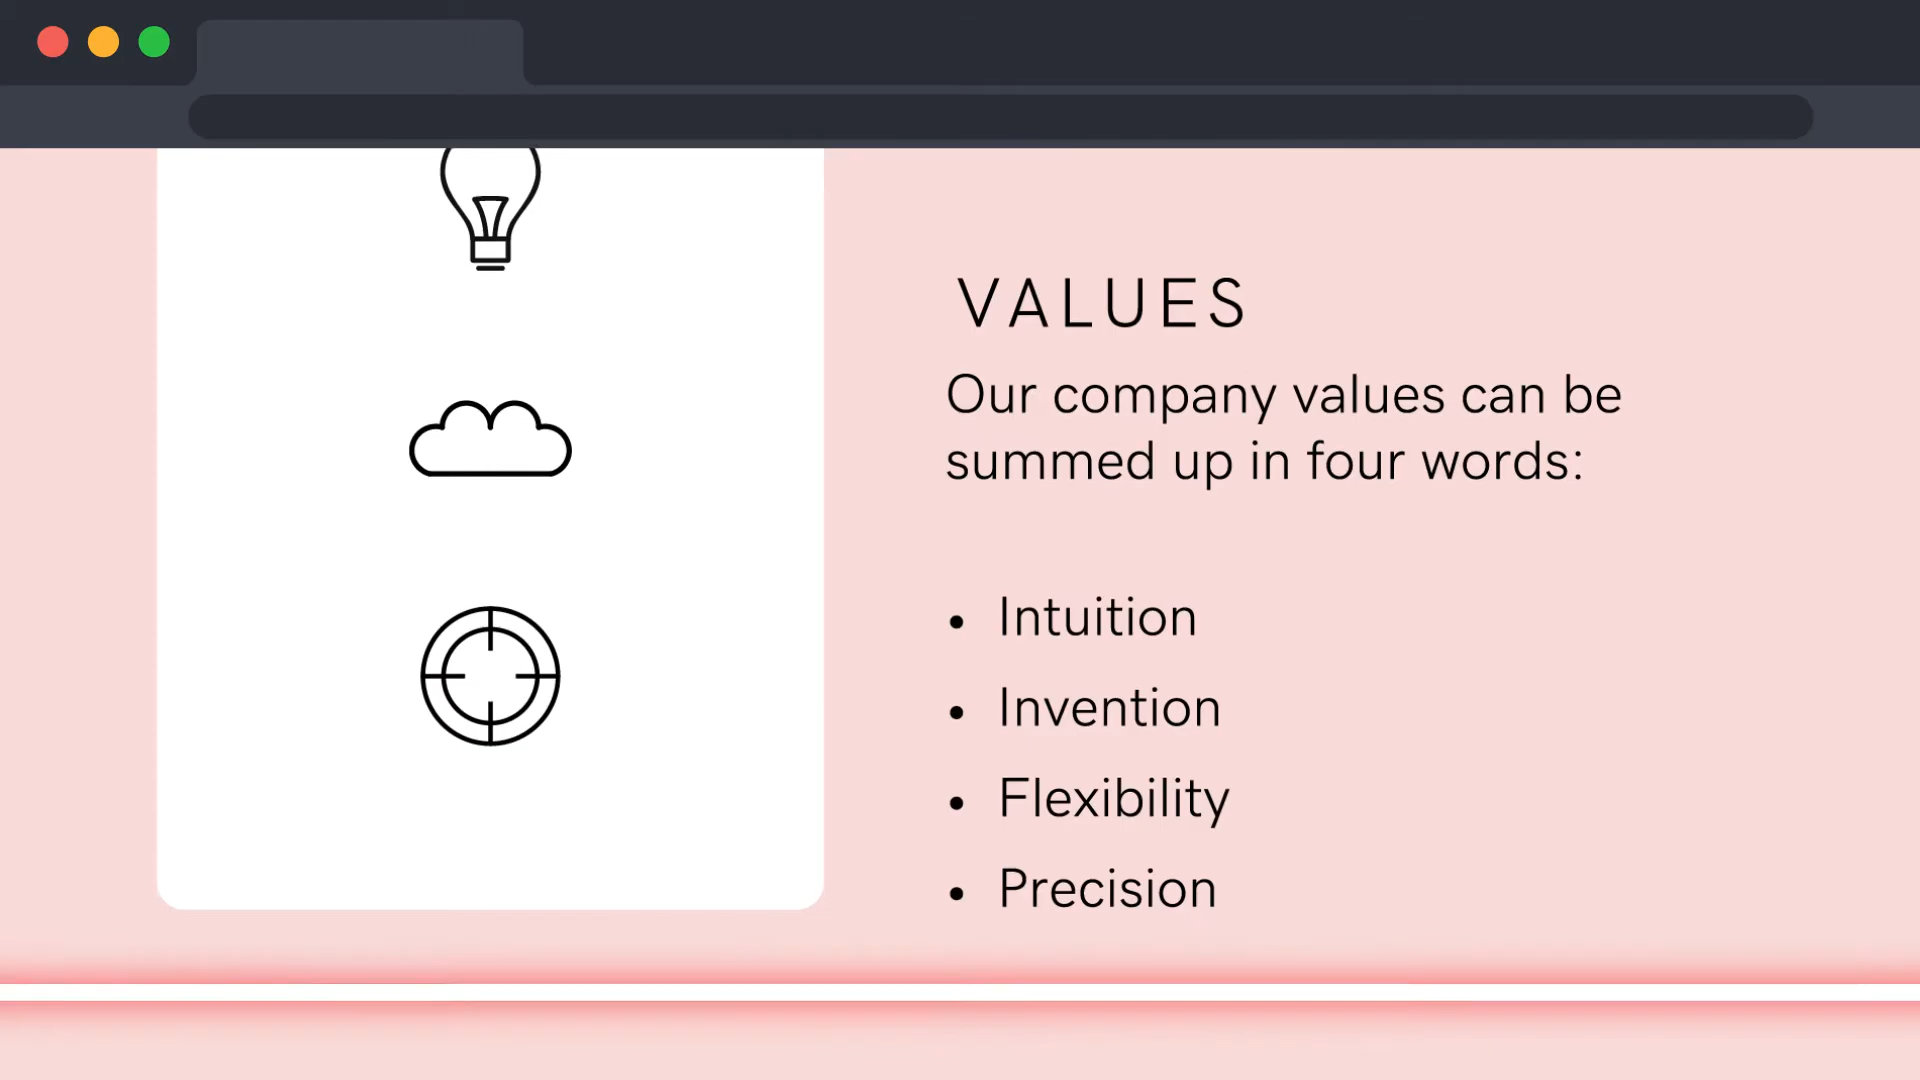 VALUES
Our company values can be
summed up in four words:
• Intuition
• Invention
• Flexibility
• Precision